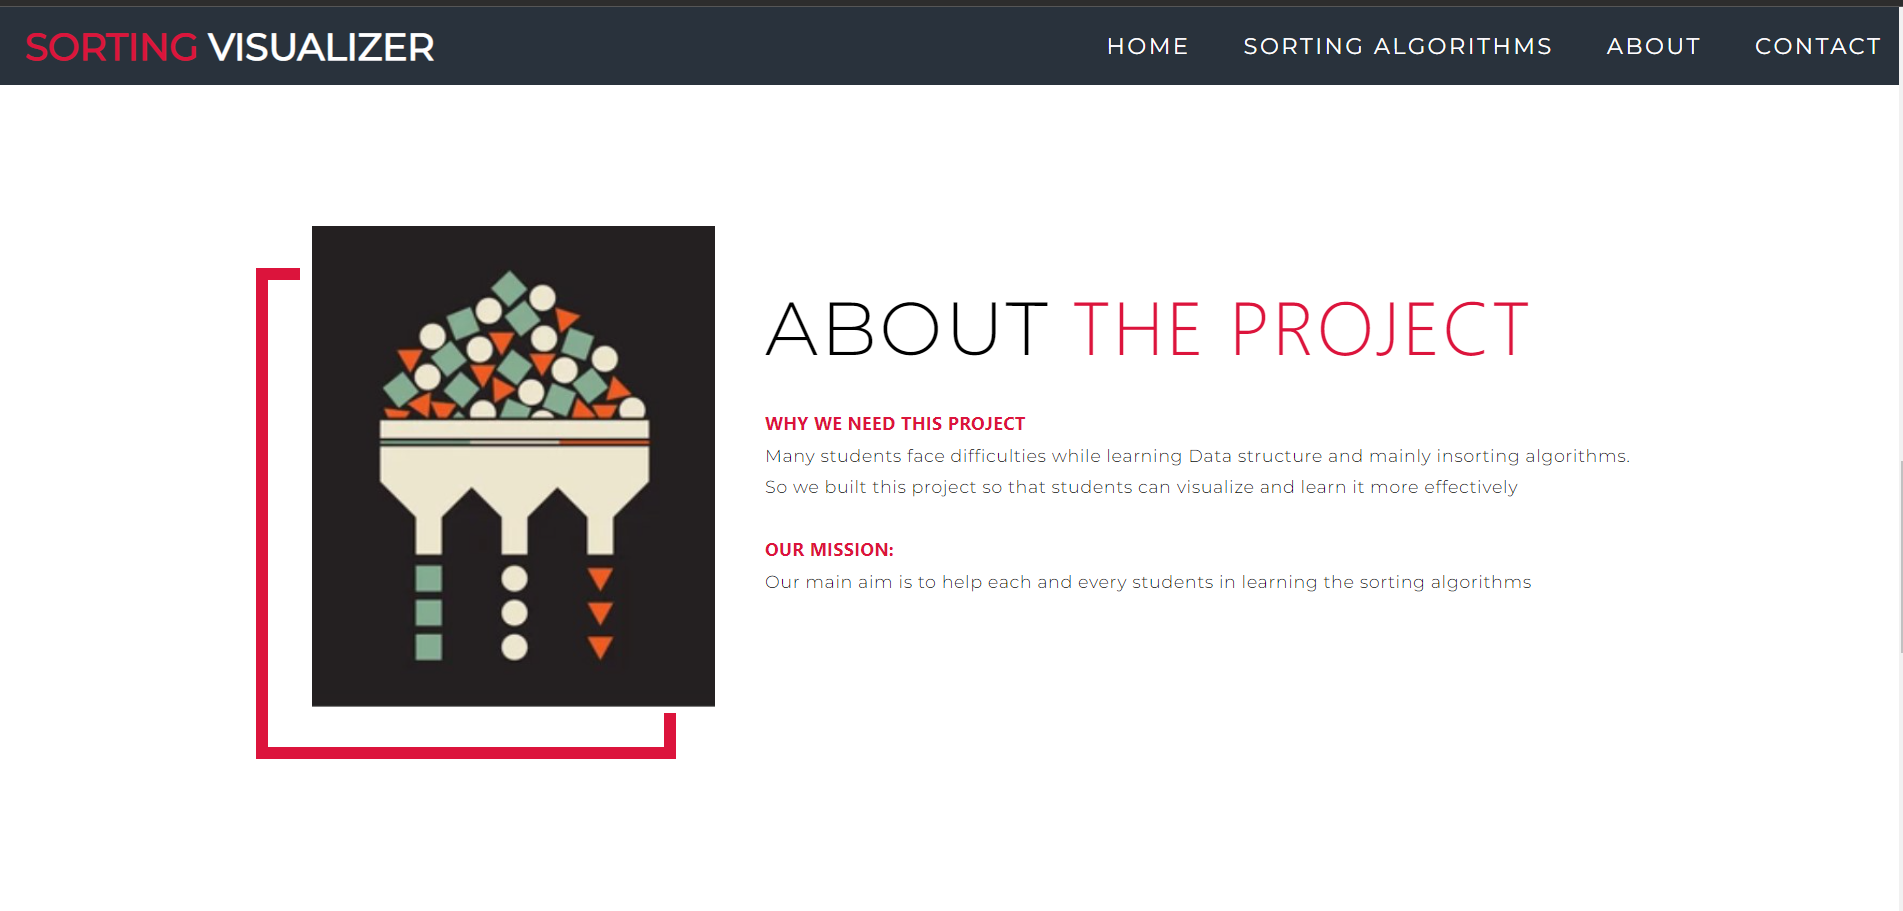 SORTING VISUALIZER
HOME SORTING ALGORITHMS ABOUT CONTACT
ABOUT THE PROJECT
WHY WE NEED THIS PROJECT
Many students face difficulties while learning Data structure and mainly insorting algorithms.
So we built this project so that students can visualize and learn it more effectively
OUR MISSION:
Our main aim is to help each and every students in learning the sorting algorithms